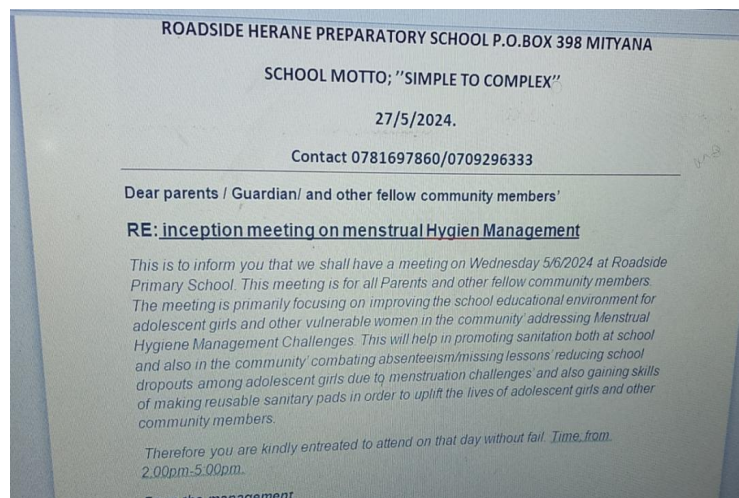 ROADSIDE HERANE PREPARATORY SCHOOL P.O.BOX 398 MITYANA
SCHOOL MOTTO; ’’SIMPLE TO COMPLEX’’
27/5/2024.
Contact 0781697860/0709296333
Dear parents / Guardian/ and other fellow community members’
RE: inception meeting on menstrual Hygien Management
This is to inform you that we shall have a meeting on Wednesday 5/6/2024 at Roadside
Primary School. This meeting is for all Parents and other fellow community members.
The meeting is primarily focusing on improving the school educational environment for
adolescent girls and other vulnerable women in the community’ addressing Menstrual
Hygiene Management Challenges. This will help in promoting sanitation both at school
and also in the community’ combating absenteeism/missing lessons’ reducing school
dropouts among adolescent girls due to menstruation challenges’ and also gaining skills
of making reusable sanitary pads in order to uplift the lives of adolescent girls and other
community members.
Therefore you are kindly entreated to attend on that day without fail. Time, from
2.00pm-5:00pm.
management